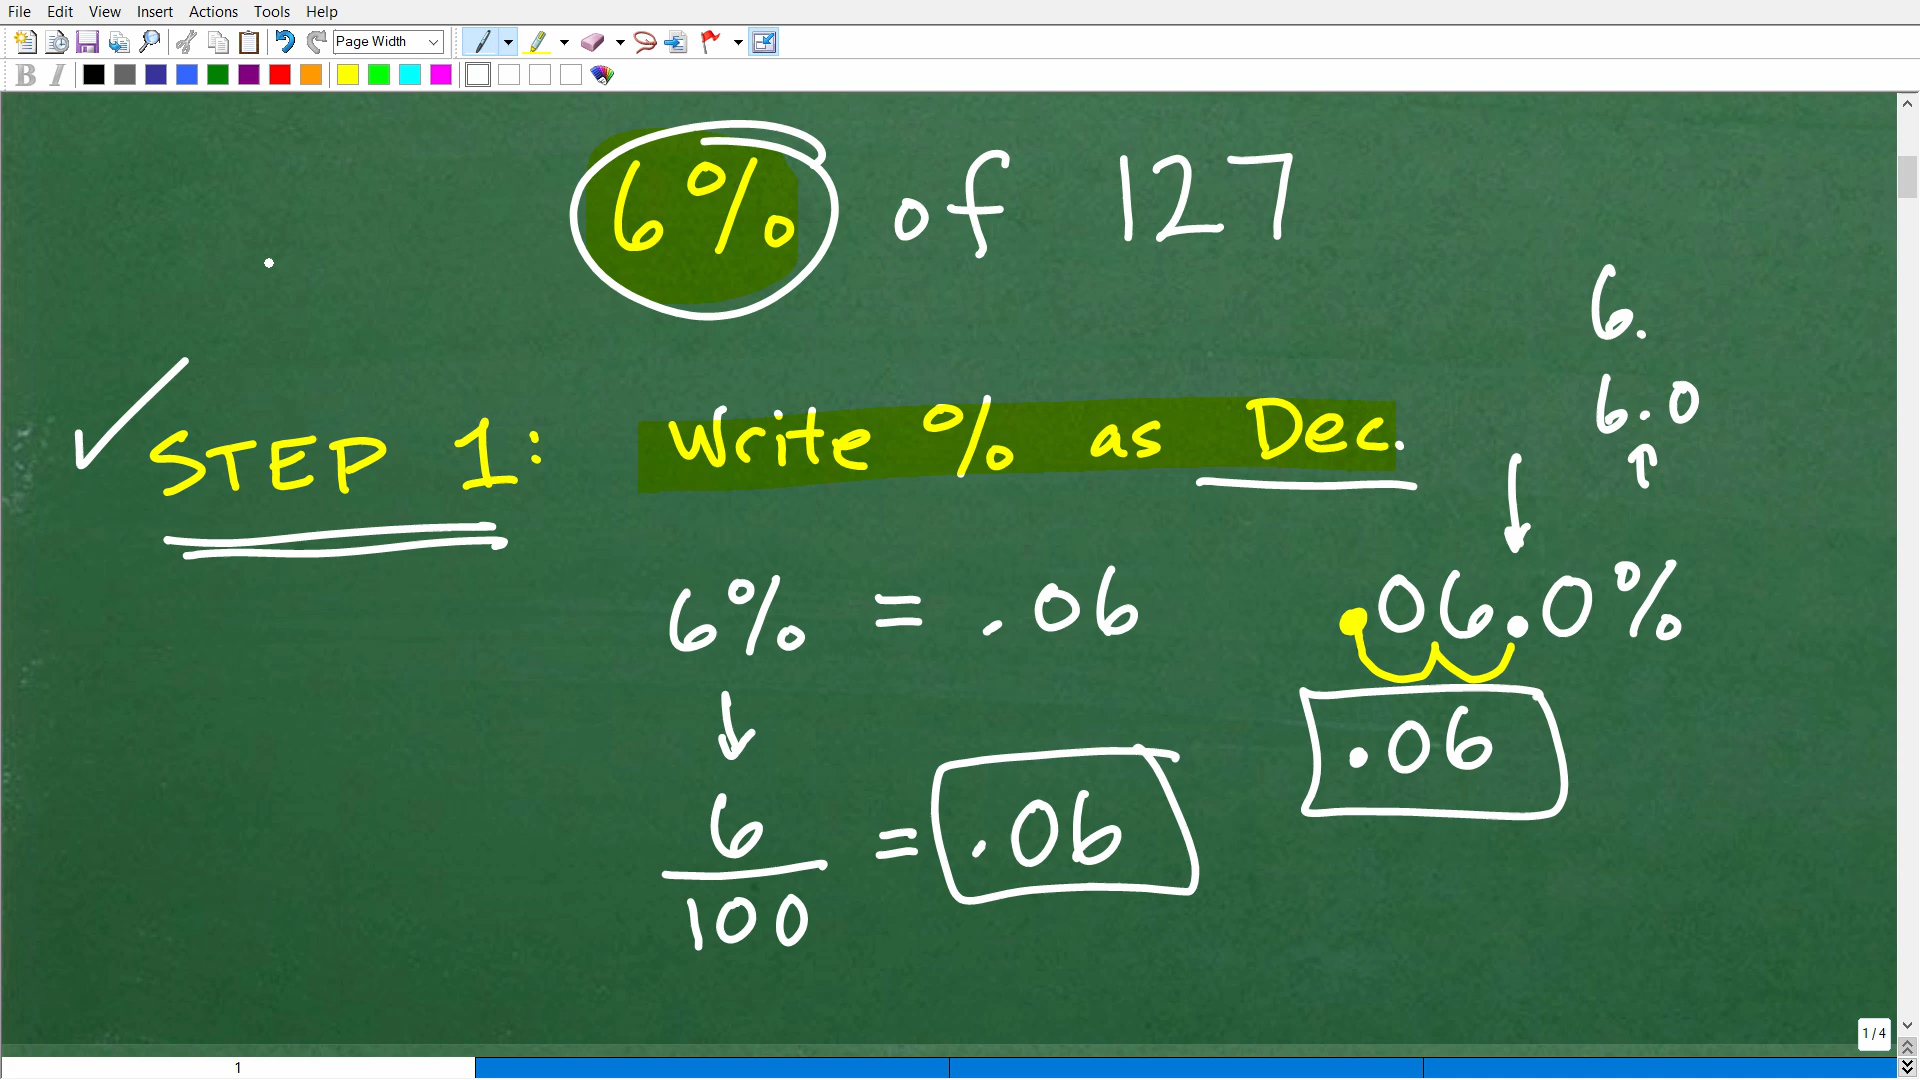 File Edit View Insert Actions Tools Help
Page Width
B I
6% of 127
6.
6.0
STEP 1: Write % as Dec.
6% = .06
.06.0%
.06
6
100
= .06
1 / 4
1